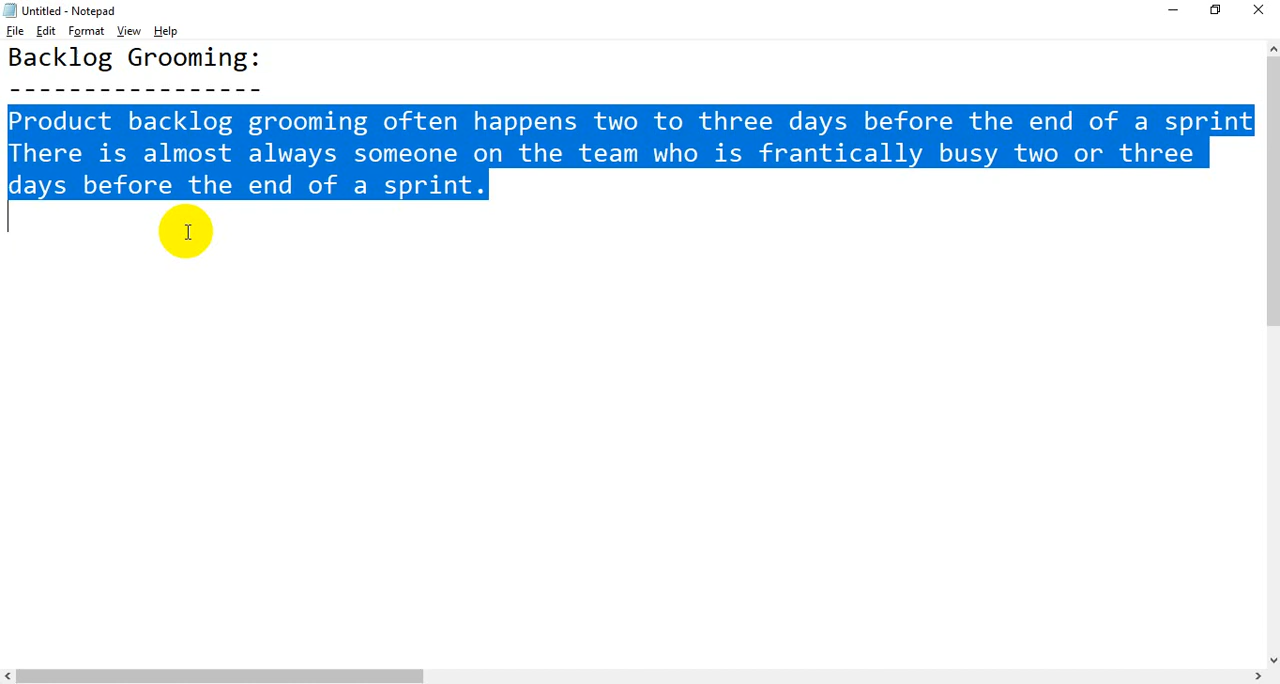 Untitled - Notepad
File Edit Format View Help
Backlog Grooming:
-----------------
Product backlog grooming often happens two to three days before the end of a sprint
There is almost always someone on the team who is frantically busy two or three
days before the end of a sprint.